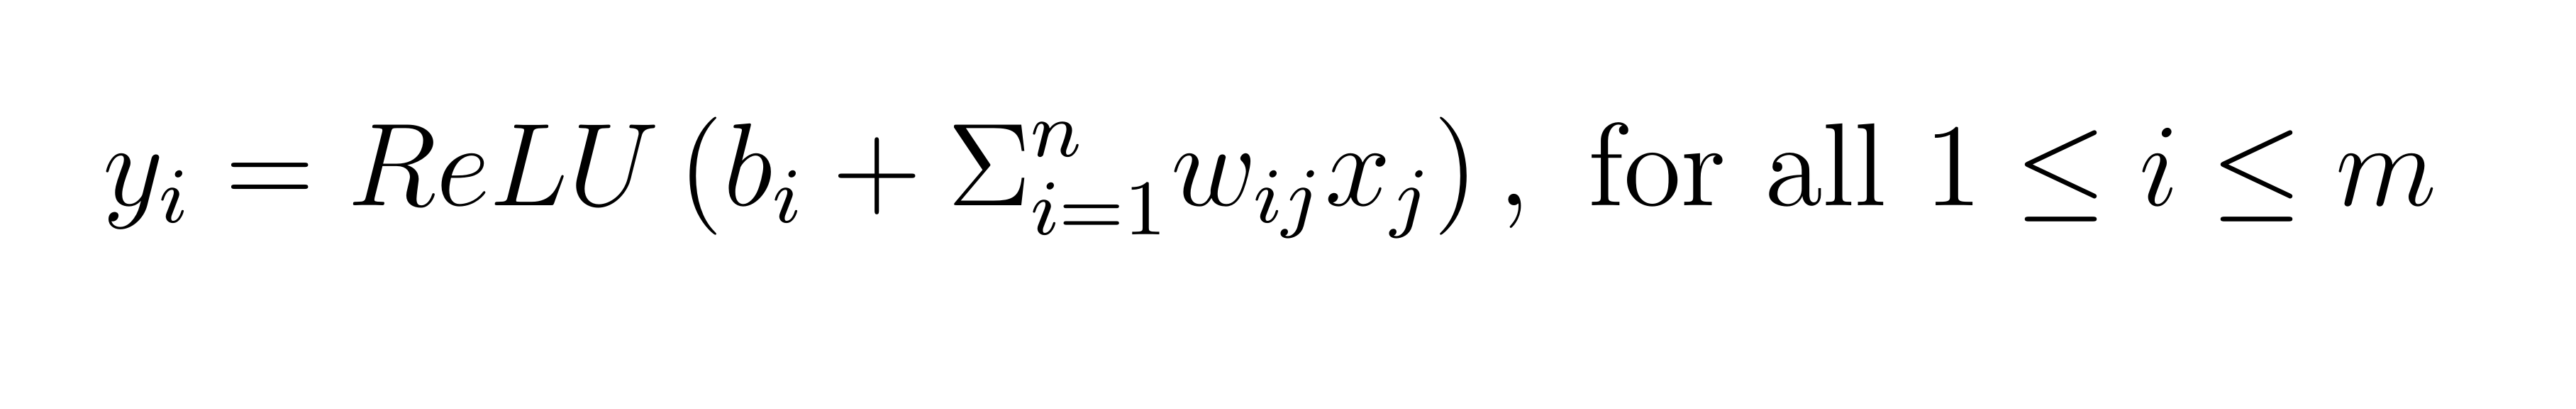 y_i = ReLU (b_i + Σ_{i=1}^{n} w_{ij} x_j) , for all 1 ≤ i ≤ m